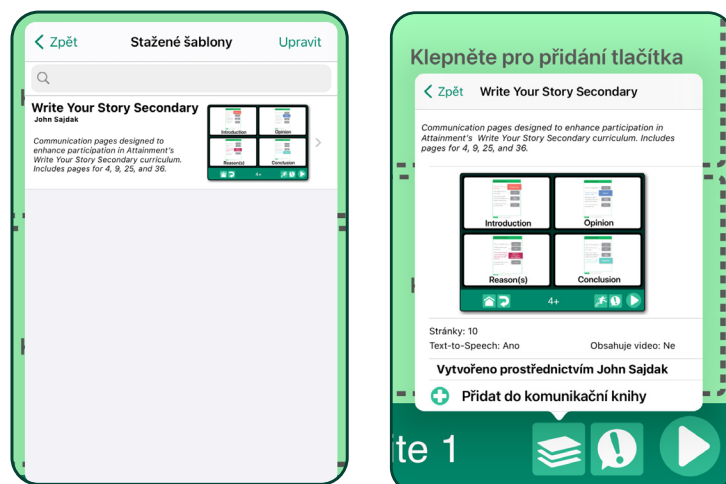 Zpět Stažené šablony Upravit
Write Your Story Secondary
John Sajdak
Communication pages designed to
enhance participation in Attainment's
Write Your Story Secondary curriculum.
Includes pages for 4, 9, 25, and 36.
Introduction Opinion
Reason(s) Conclusion
4+
Klepněte pro přidání tlačítka
Zpět Write Your Story Secondary
Communication pages designed to enhance participation in
Attainment's Write Your Story Secondary curriculum. Includes
pages for 4, 9, 25, and 36.
Introduction Opinion
Reason(s) Conclusion
4+
Stránky: 10
Text-to-Speech: Ano Obsahuje video: Ne
Vytvořeno prostřednictvím John Sajdak
Přidat do komunikační knihy
ite 1